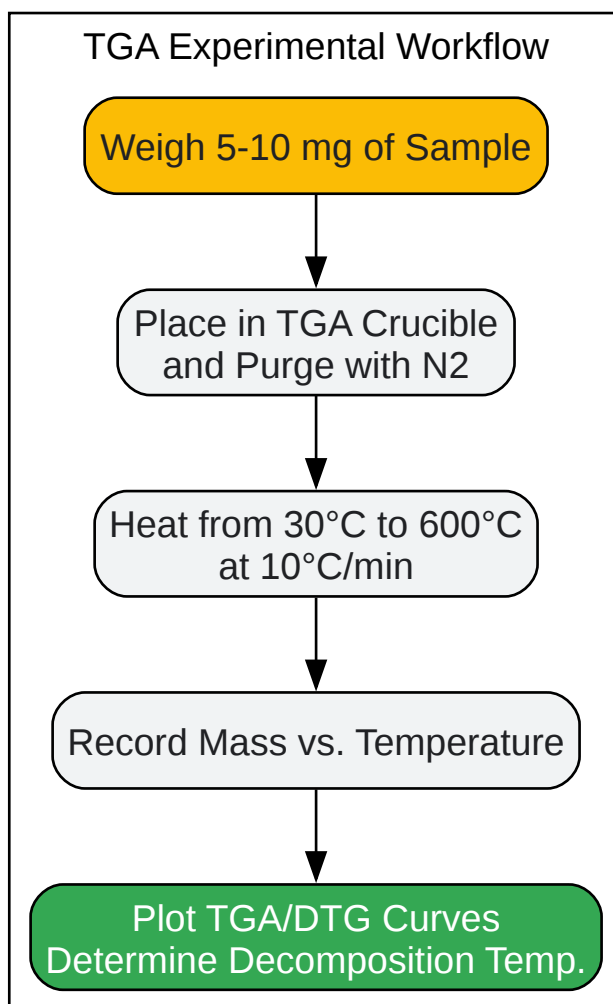 TGA Experimental Workflow
Weigh 5-10 mg of Sample
Place in TGA Crucible
and Purge with N2
Heat from 30°C to 600°C
at 10°C/min
Record Mass vs. Temperature
Plot TGA/DTG Curves
Determine Decomposition Temp.